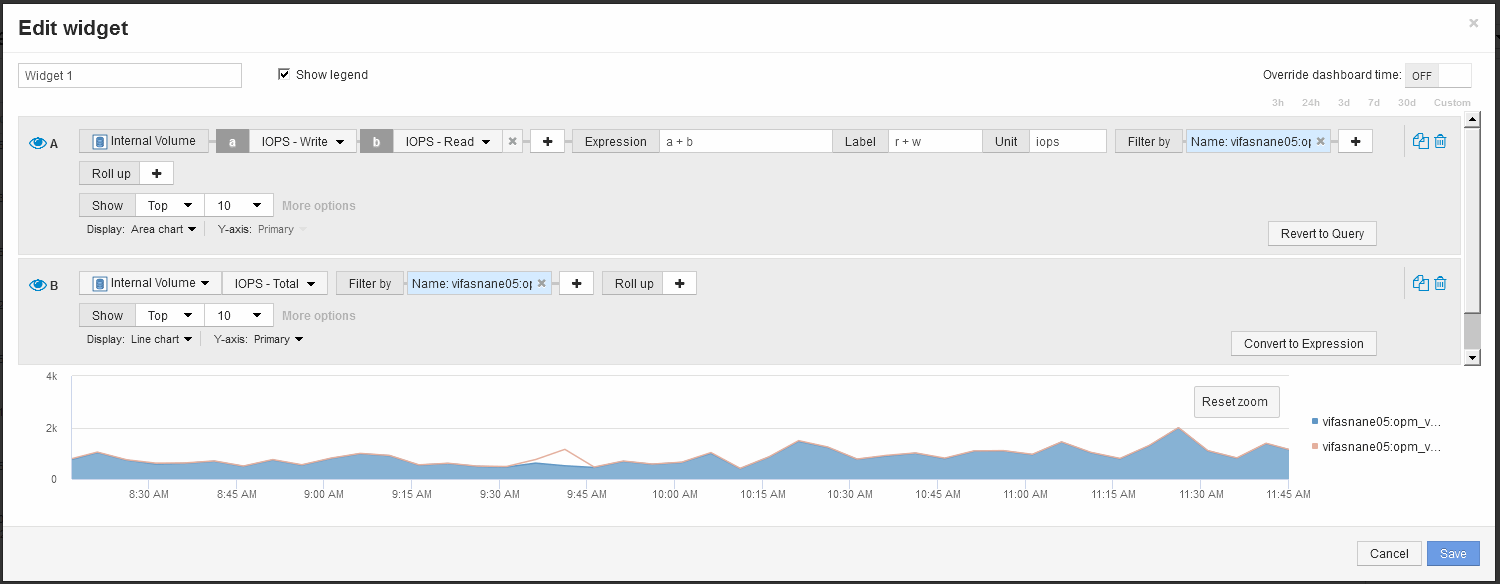 Edit widget
×
Widget 1
Show legend
Override dashboard time: OFF
3h 24h 3d 7d 30d Custom
A Internal Volume a IOPS - Write b IOPS - Read × + Expression a + b Label r + w Unit iops Filter by Name: vifasnane05:op × +
Roll up +
Show Top 10 More options
Display: Area chart Y-axis: Primary
Revert to Query
B Internal Volume IOPS - Total Filter by Name: vifasnane05:op × + Roll up +
Show Top 10 More options
Display: Line chart Y-axis: Primary
Convert to Expression
4k
Reset zoom
2k
vifasnane05:opm_v...
vifasnane05:opm_v...
0
8:30 AM 8:45 AM 9:00 AM 9:15 AM 9:30 AM 9:45 AM 10:00 AM 10:15 AM 10:30 AM 10:45 AM 11:00 AM 11:15 AM 11:30 AM 11:45 AM
Cancel Save